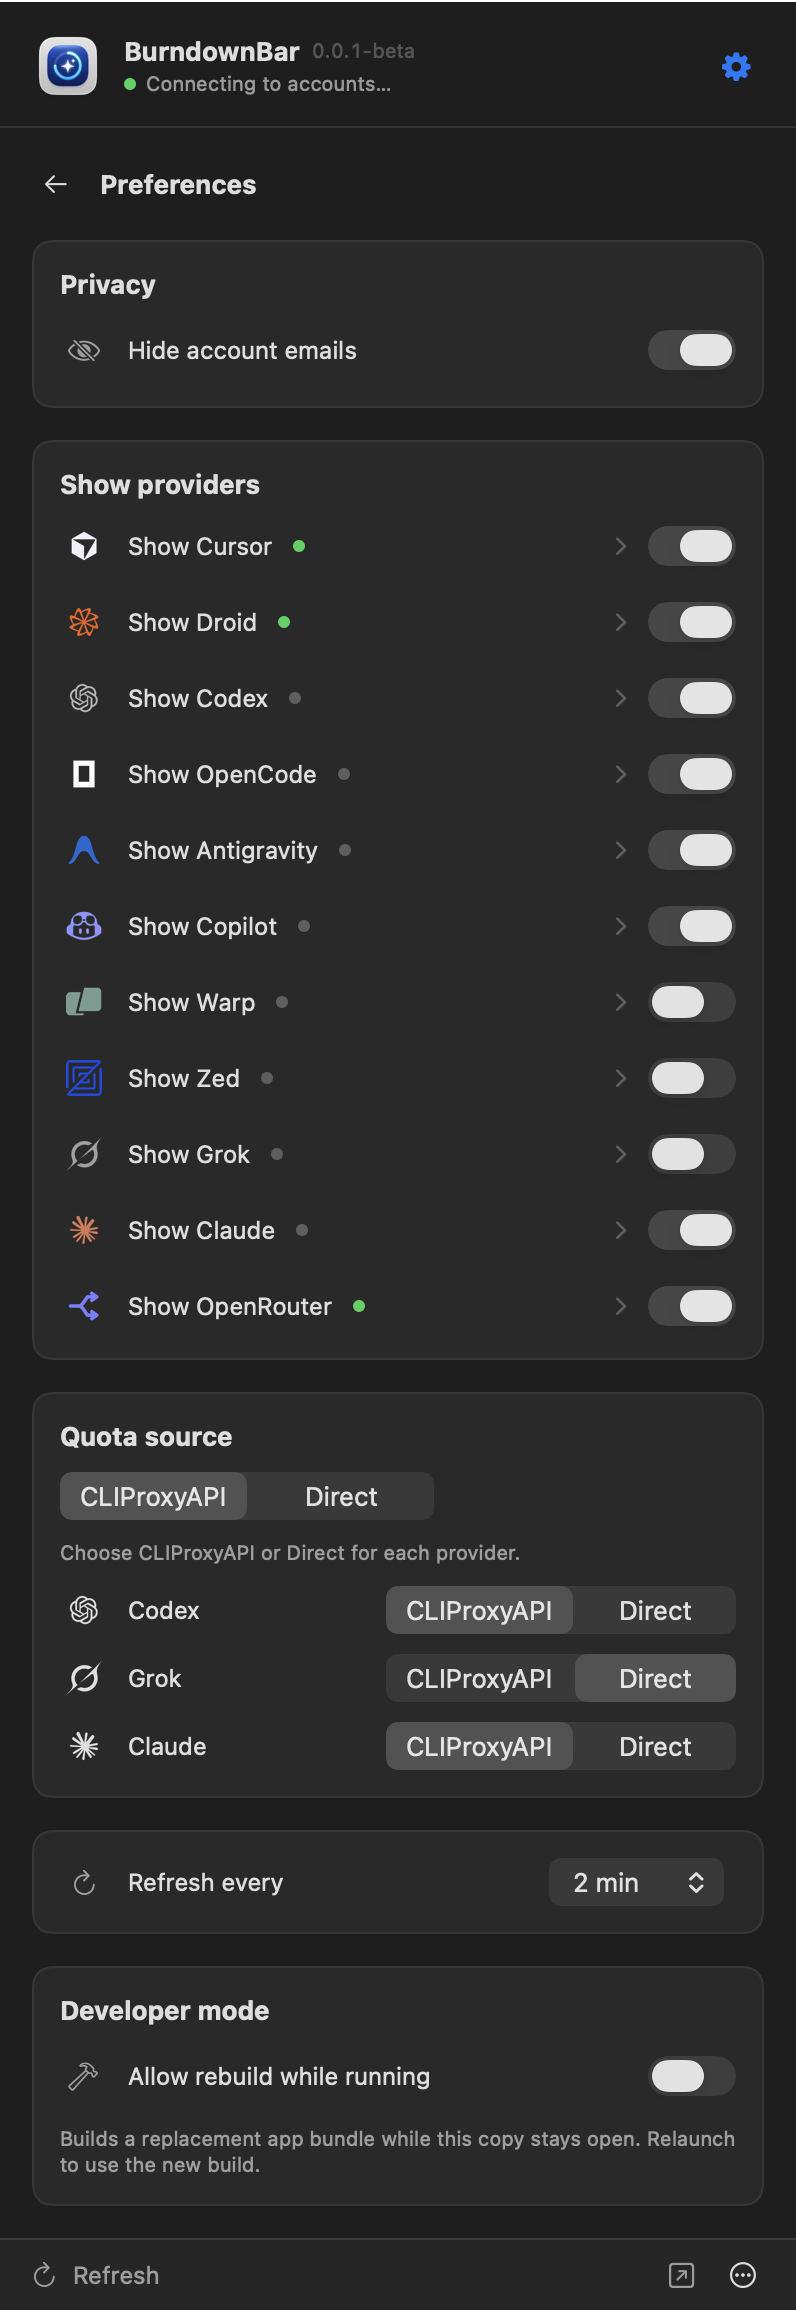 BurndownBar 0.0.1-beta
Connecting to accounts...
Preferences
Privacy
Hide account emails
Show providers
Show Cursor
Show Droid
Show Codex
Show OpenCode
Show Antigravity
Show Copilot
Show Warp
Show Zed
Show Grok
Show Claude
Show OpenRouter
Quota source
CLIProxyAPI Direct
Choose CLIProxyAPI or Direct for each provider.
Codex CLIProxyAPI Direct
Grok CLIProxyAPI Direct
Claude CLIProxyAPI Direct
Refresh every 2 min
Developer mode
Allow rebuild while running
Builds a replacement app bundle while this copy stays open. Relaunch
to use the new build.
Refresh